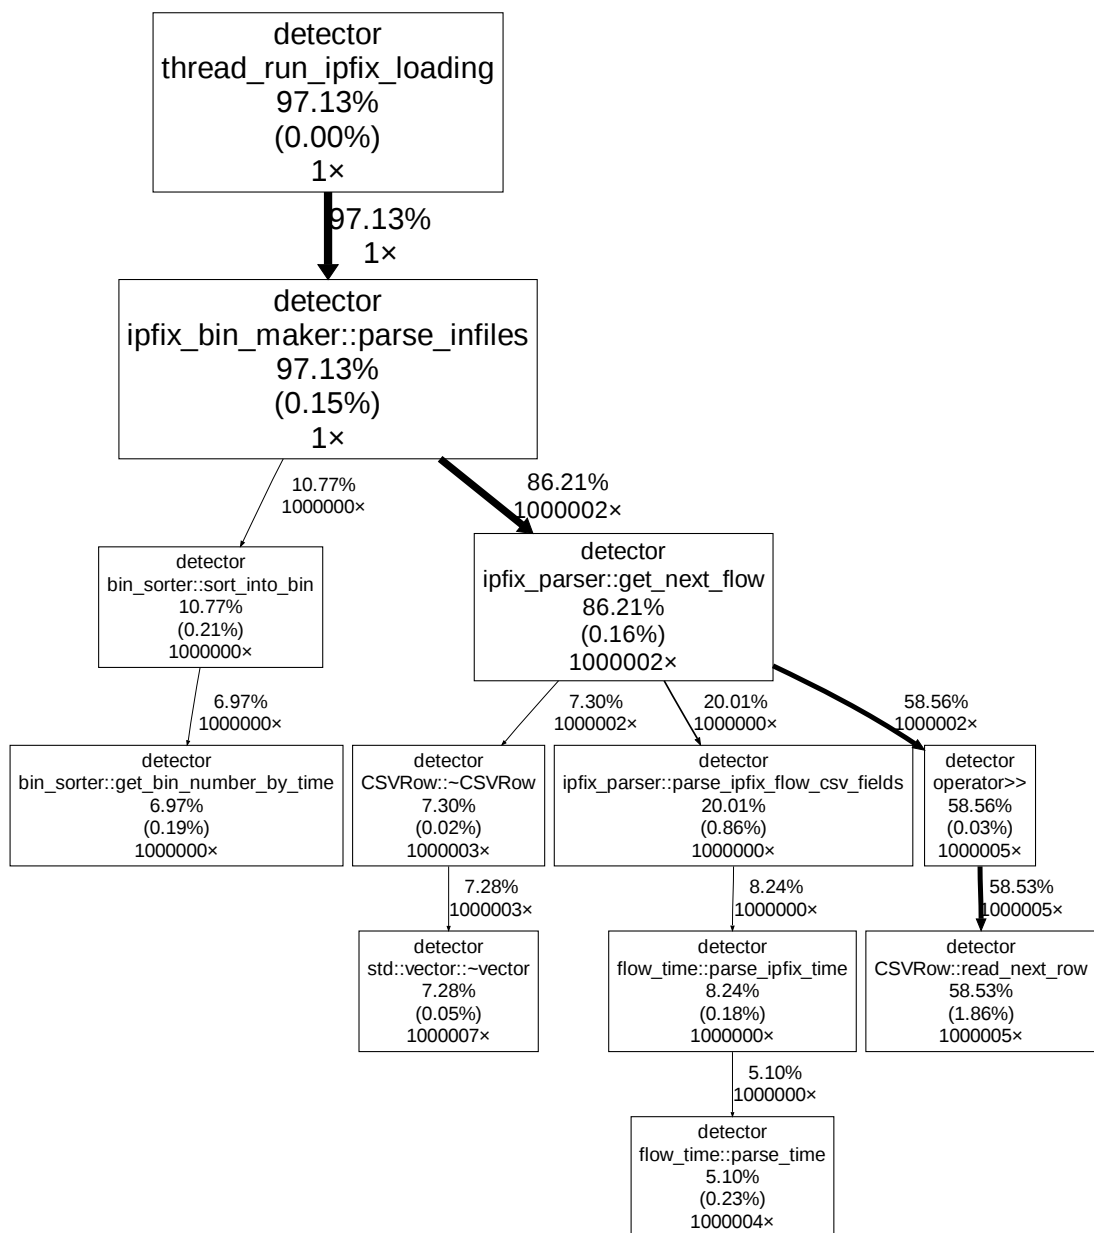 detector
thread_run_ipfix_loading
97.13%
(0.00%)
1×
97.13%
1×
detector
ipfix_bin_maker::parse_infiles
97.13%
(0.15%)
1×
10.77%
1000000×
86.21%
1000002×
detector
bin_sorter::sort_into_bin
10.77%
(0.21%)
1000000×
detector
ipfix_parser::get_next_flow
86.21%
(0.16%)
1000002×
6.97%
1000000×
7.30%
1000002×
20.01%
1000000×
58.56%
1000002×
detector
bin_sorter::get_bin_number_by_time
6.97%
(0.19%)
1000000×
detector
CSVRow::~CSVRow
7.30%
(0.02%)
1000003×
detector
ipfix_parser::parse_ipfix_flow_csv_fields
20.01%
(0.86%)
1000000×
detector
operator>>
58.56%
(0.03%)
1000005×
7.28%
1000003×
8.24%
1000000×
58.53%
1000005×
detector
std::vector::~vector
7.28%
(0.05%)
1000007×
detector
flow_time::parse_ipfix_time
8.24%
(0.18%)
1000000×
detector
CSVRow::read_next_row
58.53%
(1.86%)
1000005×
5.10%
1000000×
detector
flow_time::parse_time
5.10%
(0.23%)
1000004×